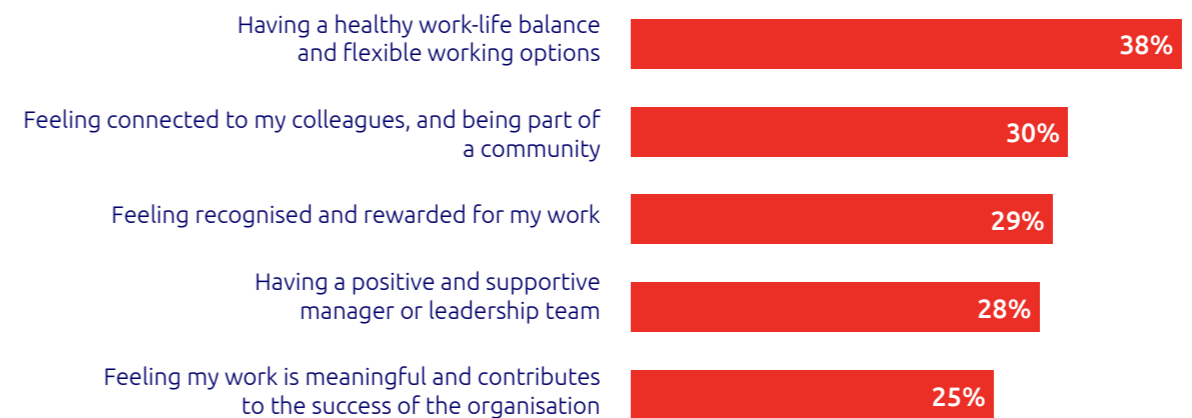 Having a healthy work-life balance
and flexible working options
38%
Feeling connected to my colleagues, and being part of
a community
30%
Feeling recognised and rewarded for my work
29%
Having a positive and supportive
manager or leadership team
28%
Feeling my work is meaningful and contributes
to the success of the organisation
25%